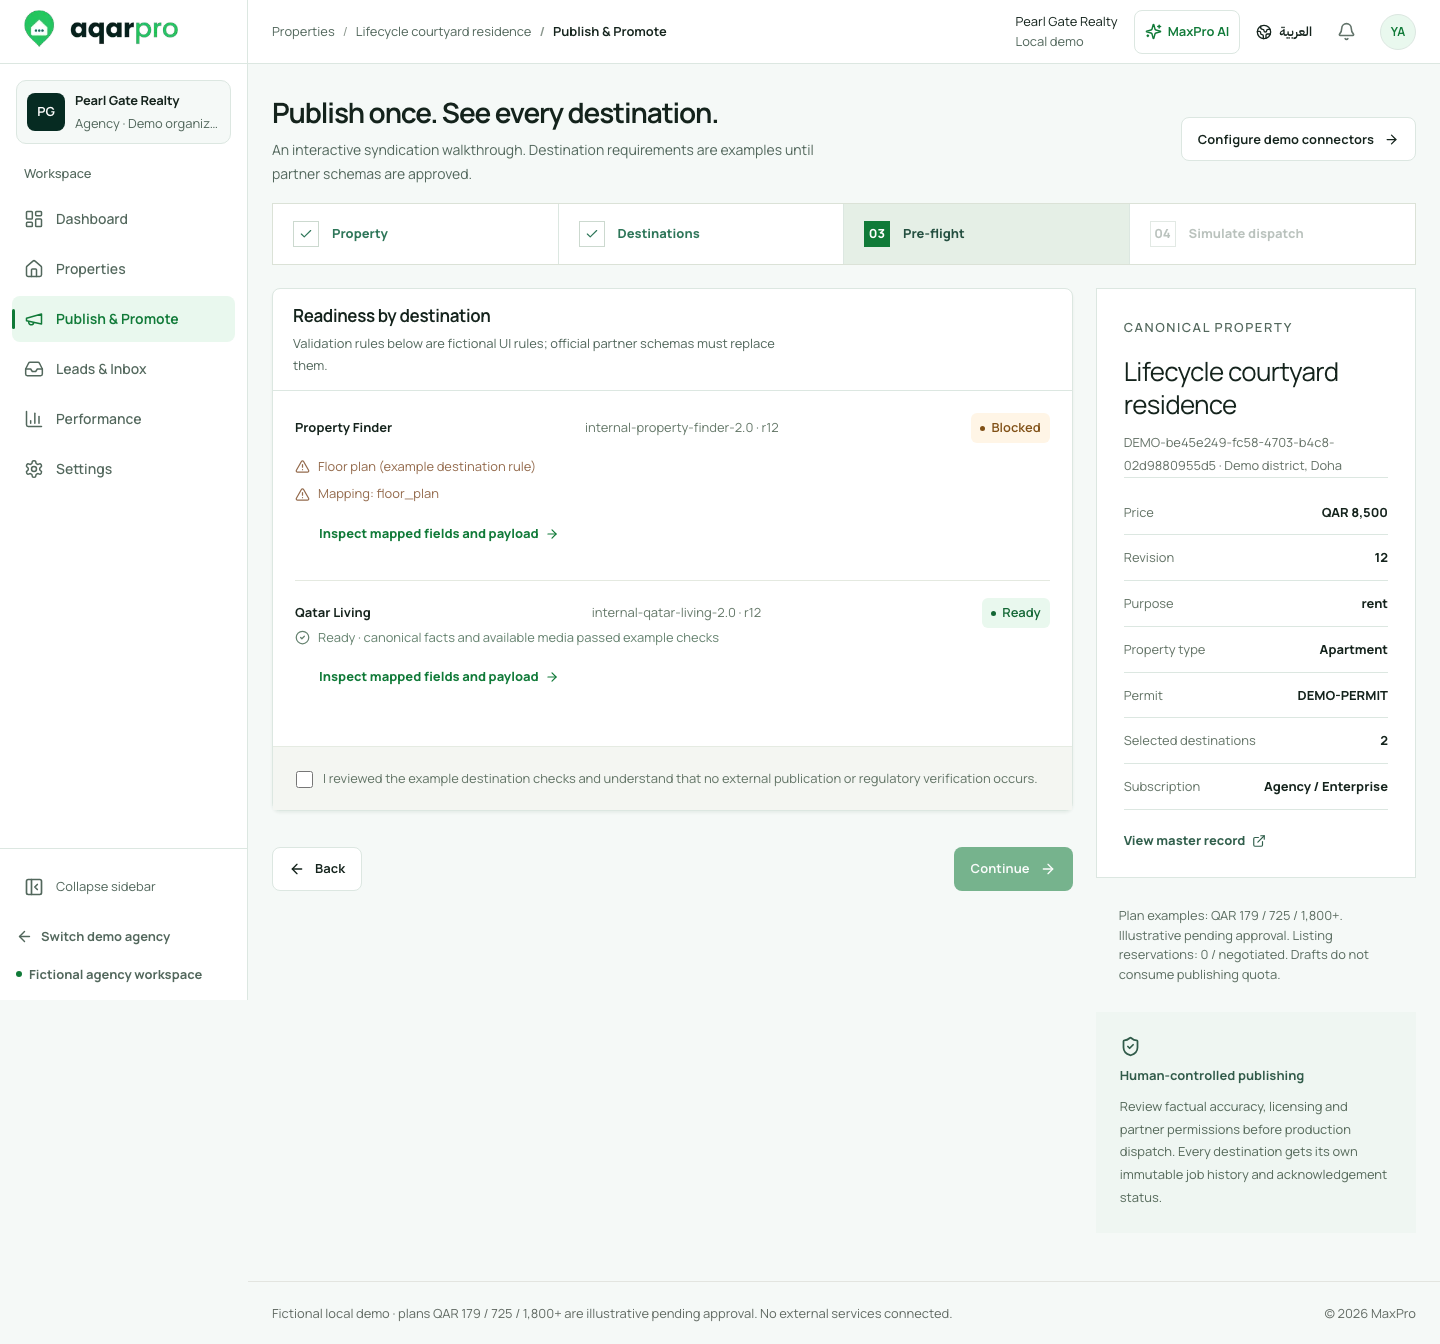 aqarpro
Properties / Lifecycle courtyard residence / Publish & Promote
Pearl Gate Realty
Local demo
MaxPro AI
العربية
YA
PG
Pearl Gate Realty
Agency · Demo organiz...
Workspace
Dashboard
Properties
Publish & Promote
Leads & Inbox
Performance
Settings
Collapse sidebar
Switch demo agency
Fictional agency workspace
Publish once. See every destination.
An interactive syndication walkthrough. Destination requirements are examples until
partner schemas are approved.
Configure demo connectors
Property
Destinations
03 Pre-flight
04 Simulate dispatch
Readiness by destination
Validation rules below are fictional UI rules; official partner schemas must replace
them.
Property Finder internal-property-finder-2.0 · r12 Blocked
Floor plan (example destination rule)
Mapping: floor_plan
Inspect mapped fields and payload
Qatar Living internal-qatar-living-2.0 · r12 Ready
Ready · canonical facts and available media passed example checks
Inspect mapped fields and payload
I reviewed the example destination checks and understand that no external publication or regulatory verification occurs.
Back
Continue
CANONICAL PROPERTY
Lifecycle courtyard
residence
DEMO-be45e249-fc58-4703-b4c8-
02d9880955d5 · Demo district, Doha
Price QAR 8,500
Revision 12
Purpose rent
Property type Apartment
Permit DEMO-PERMIT
Selected destinations 2
Subscription Agency / Enterprise
View master record
Plan examples: QAR 179 / 725 / 1,800+.
Illustrative pending approval. Listing
reservations: 0 / negotiated. Drafts do not
consume publishing quota.
Human-controlled publishing
Review factual accuracy, licensing and
partner permissions before production
dispatch. Every destination gets its own
immutable job history and acknowledgement
status.
Fictional local demo · plans QAR 179 / 725 / 1,800+ are illustrative pending approval. No external services connected.
© 2026 MaxPro